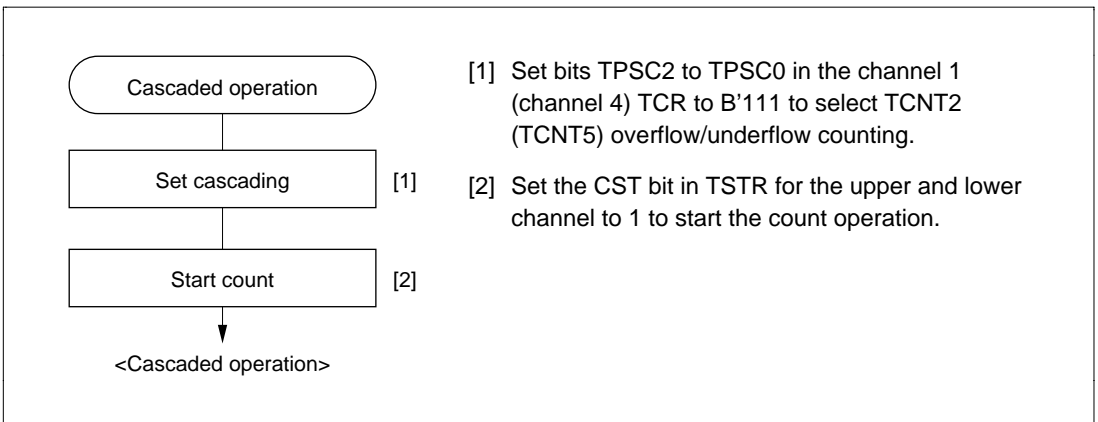 Cascaded operation
Set cascading
[1]
Start count
[2]
<Cascaded operation>
[1] Set bits TPSC2 to TPSC0 in the channel 1
(channel 4) TCR to B’111 to select TCNT2
(TCNT5) overflow/underflow counting.
[2] Set the CST bit in TSTR for the upper and lower
channel to 1 to start the count operation.